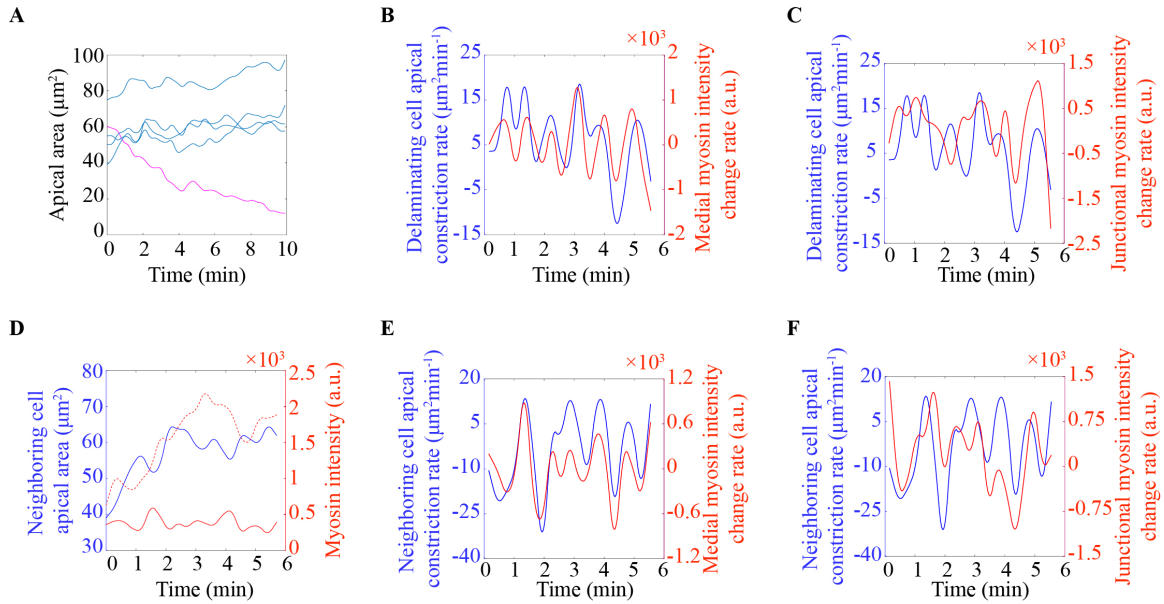 A
Apical area (μm²)
100
80
60
40
20
0
0 2 4 6 8 10
Time (min)
B
Delaminating cell apical
constriction rate (μm²min-¹)
25
15
5
-5
-15
0 1 2 3 4 5 6
Time (min)
×10³
2
1
0
-1
-2
Medial myosin intensity
change rate (a.u.)
C
Delaminating cell apical
constriction rate (μm²min-¹)
25
15
5
-5
-15
0 1 2 3 4 5 6
Time (min)
×10³
1.5
0.5
-0.5
-1.5
-2.5
Junctional myosin intensity
change rate (a.u.)
D
Neighboring cell
apical area (μm²)
80
70
60
50
40
30
0 1 2 3 4 5 6
Time (min)
×10³
2.5
2
1.5
1
0.5
0
Myosin intensity (a.u.)
E
Neighboring cell apical
constriction rate (μm²min-¹)
20
5
-10
-25
-40
0 1 2 3 4 5 6
Time (min)
×10³
1.2
0.6
0
-0.6
-1.2
Medial myosin intensity
change rate (a.u.)
F
Neighboring cell apical
constriction rate (μm²min-¹)
20
5
-10
-25
-40
0 1 2 3 4 5 6
Time (min)
×10³
1.5
0.75
0
-0.75
-1.5
Junctional myosin intensity
change rate (a.u.)